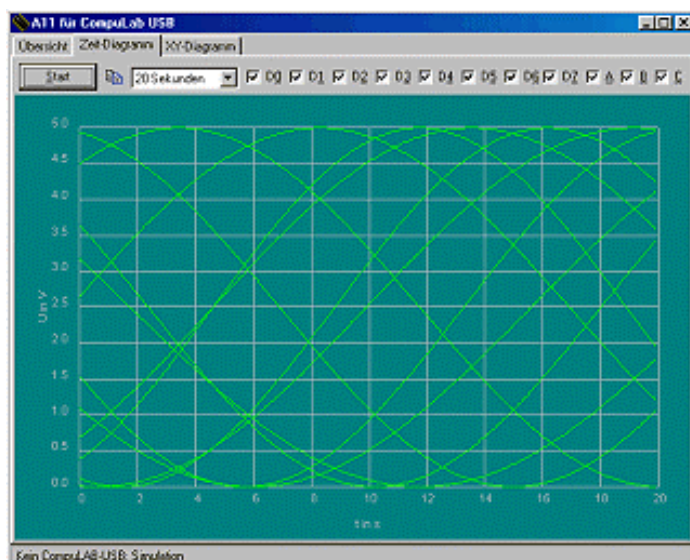 A11 für CompuLab USB
Übersicht Zeit-Diagramm XY-Diagramm
Start 20 Sekunden D0 D1 D2 D3 D4 D5 D6 D7 A B C
5.0
4.5
4.0
3.5
3.0
2.5
2.0
1.5
1.0
0.5
0.0
U in V
0 2 4 6 8 10 12 14 16 18 20
t in s
Kein CompuLAB-USB: Simulation